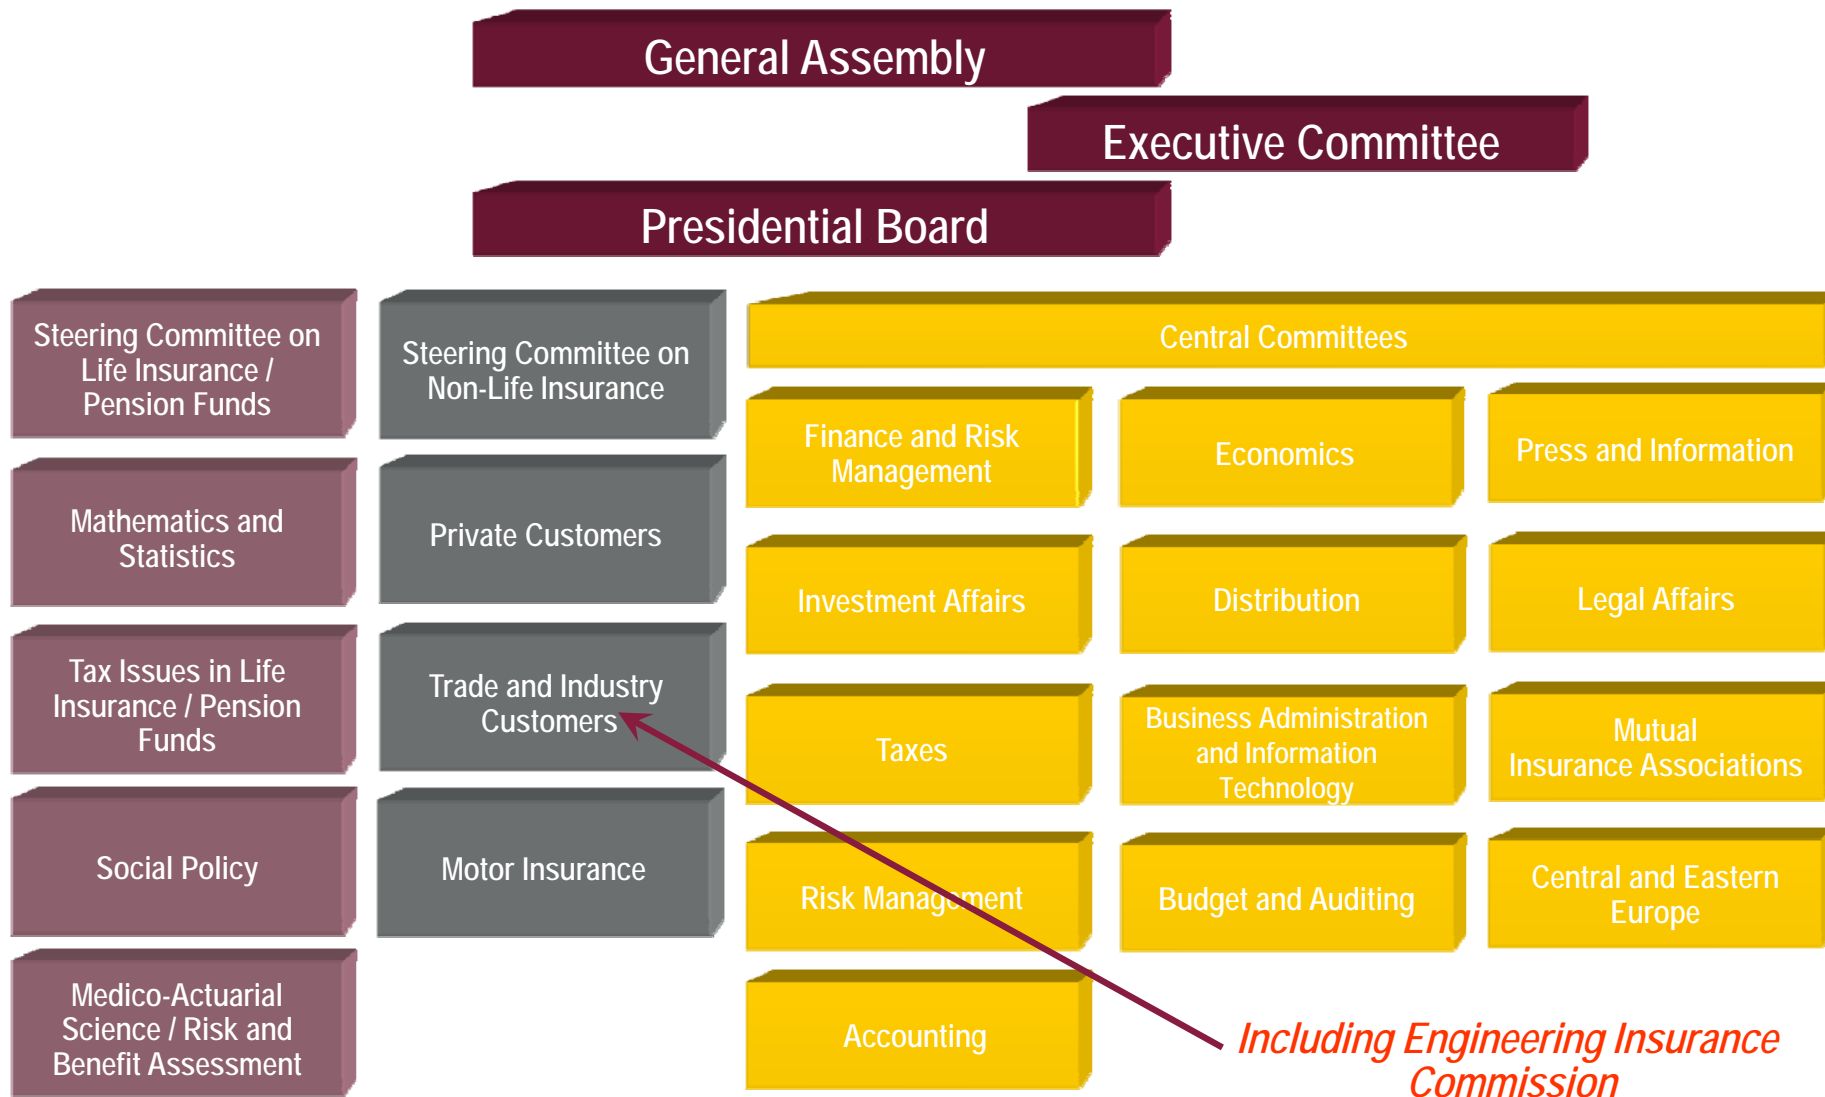 General Assembly
Executive Committee
Presidential Board
Steering Committee on
Life Insurance /
Pension Funds
Mathematics and
Statistics
Tax Issues in Life
Insurance / Pension
Funds
Social Policy
Medico-Actuarial
Science / Risk and
Benefit Assessment
Steering Committee on
Non-Life Insurance
Private Customers
Trade and Industry
Customers
Motor Insurance
Central Committees
Finance and Risk
Management
Investment Affairs
Taxes
Risk Management
Accounting
Economics
Distribution
Business Administration
and Information
Technology
Budget and Auditing
Press and Information
Legal Affairs
Mutual
Insurance Associations
Central and Eastern
Europe
Including Engineering Insurance
Commission